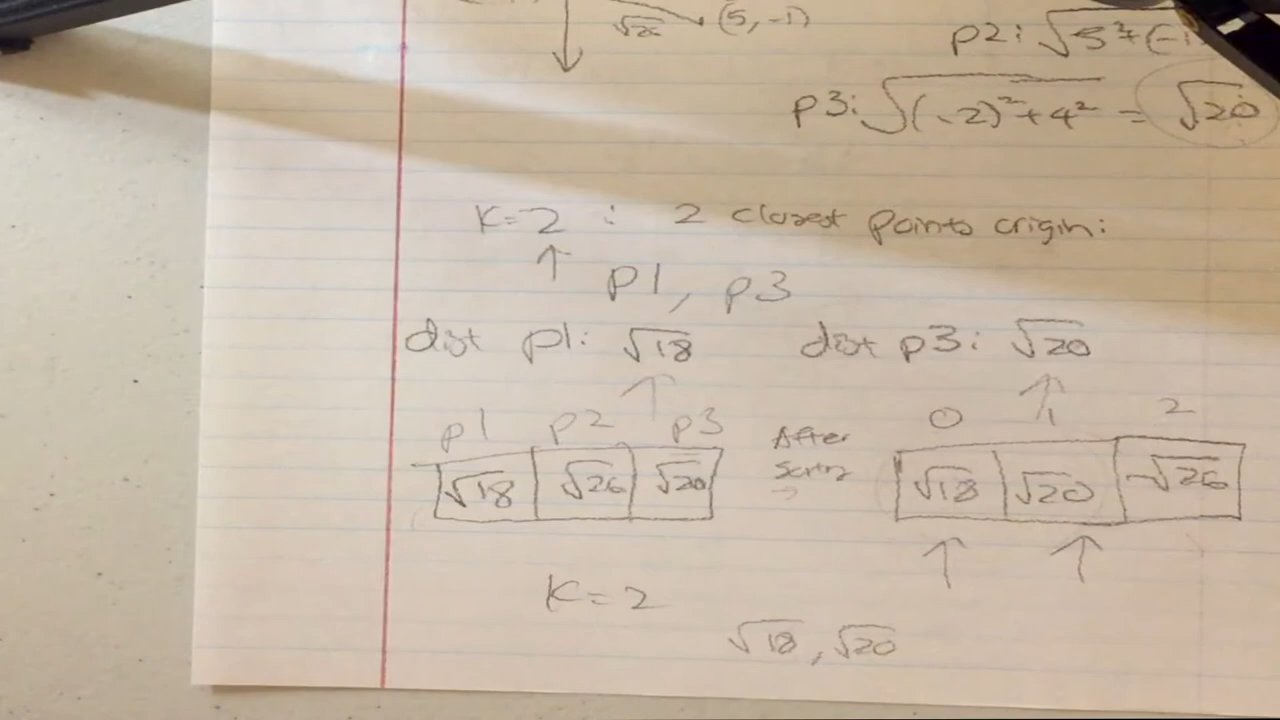 √26 (5, -1)
p2: √5²+(-1
p3: √(-2)²+4² = √20
K=2 : 2 closest points origin:
p1, p3
dist p1: √18 dist p3: √20
p1 p2 p3 After 0 1 2
√18 √26 √20 √18 √20 √26
K=2
√18, √20